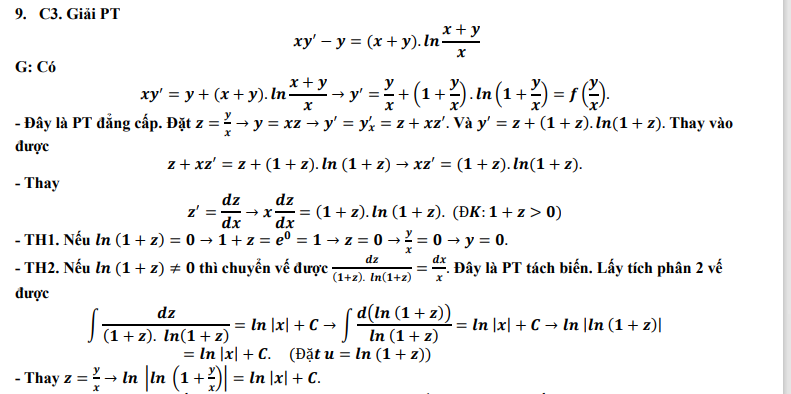 9. C3. Giải PT
xy′ − y = (x + y). ln (x + y)/x
G: Có
xy′ = y + (x + y). ln (x + y)/x → y′ = y/x + (1 + y/x). ln (1 + y/x) = f(y/x).
- Đây là PT đẳng cấp. Đặt z = y/x → y = xz → y′ = y′ₓ = z + xz′. Và y′ = z + (1 + z). ln(1 + z). Thay vào
được
z + xz′ = z + (1 + z). ln (1 + z) → xz′ = (1 + z). ln(1 + z).
- Thay
z′ = dz/dx → x dz/dx = (1 + z). ln (1 + z). (ĐK: 1 + z > 0)
- TH1. Nếu ln (1 + z) = 0 → 1 + z = e⁰ = 1 → z = 0 → y/x = 0 → y = 0.
- TH2. Nếu ln (1 + z) ≠ 0 thì chuyển vế được dz/((1+z). ln(1+z)) = dx/x. Đây là PT tách biến. Lấy tích phân 2 vế
được
∫ dz/((1 + z). ln(1 + z)) = ln |x| + C → ∫ d(ln (1 + z))/ln (1 + z) = ln |x| + C → ln |ln (1 + z)|
= ln |x| + C. (Đặt u = ln (1 + z))
- Thay z = y/x → ln |ln (1 + y/x)| = ln |x| + C.